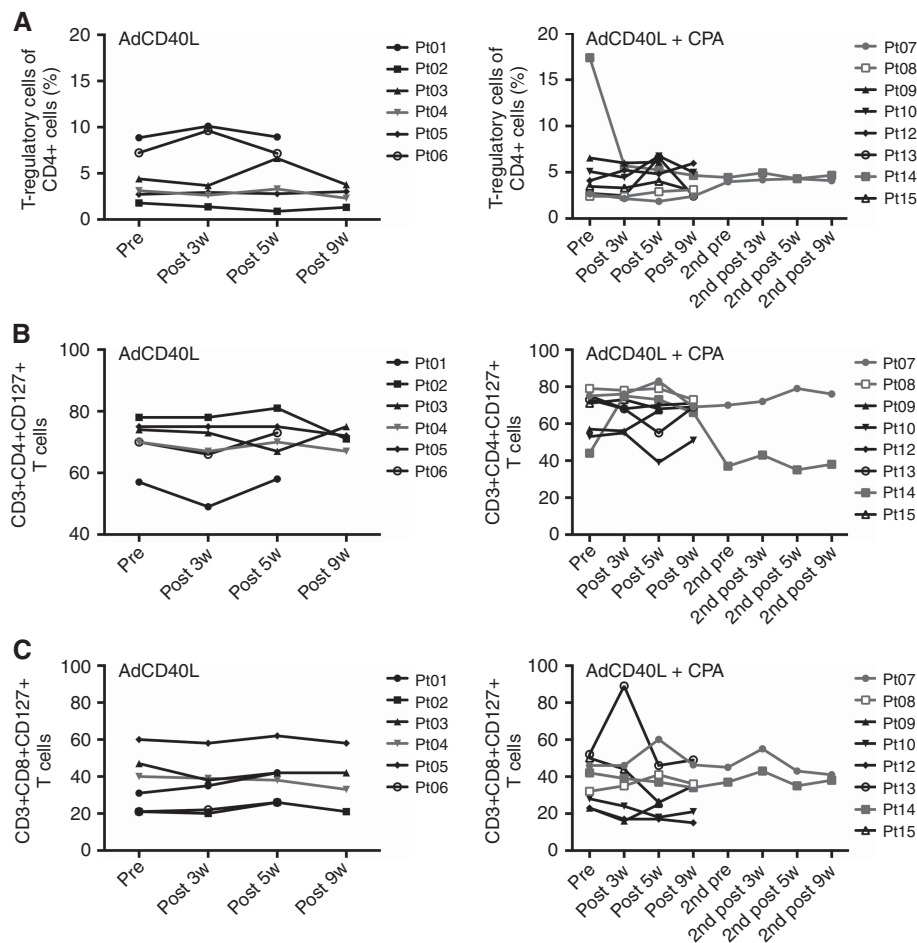 A
AdCD40L
T-regulatory cells of
CD4+ cells (%)
20
15
10
5
0
Pre
Post 3w
Post 5w
Post 9w
Pt01
Pt02
Pt03
Pt04
Pt05
Pt06
AdCD40L + CPA
T-regulatory cells of
CD4+ cells (%)
20
15
10
5
0
Pre
Post 3w
Post 5w
Post 9w
2nd pre
2nd post 3w
2nd post 5w
2nd post 9w
Pt07
Pt08
Pt09
Pt10
Pt12
Pt13
Pt14
Pt15
B
AdCD40L
CD3+CD4+CD127+
T cells
100
80
60
40
Pre
Post 3w
Post 5w
Post 9w
Pt01
Pt02
Pt03
Pt04
Pt05
Pt06
AdCD40L + CPA
CD3+CD4+CD127+
T cells
100
80
60
40
20
0
Pre
Post 3w
Post 5w
Post 9w
2nd pre
2nd post 3w
2nd post 5w
2nd post 9w
Pt07
Pt08
Pt09
Pt10
Pt12
Pt13
Pt14
Pt15
C
AdCD40L
CD3+CD8+CD127+
T cells
100
80
60
40
20
0
Pre
Post 3w
Post 5w
Post 9w
Pt01
Pt02
Pt03
Pt04
Pt05
Pt06
AdCD40L + CPA
CD3+CD8+CD127+
T cells
100
80
60
40
20
0
Pre
Post 3w
Post 5w
Post 9w
2nd pre
2nd post 3w
2nd post 5w
2nd post 9w
Pt07
Pt08
Pt09
Pt10
Pt12
Pt13
Pt14
Pt15